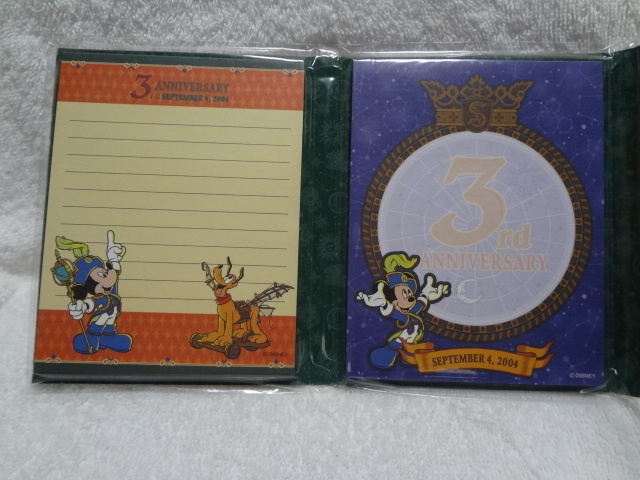 3 ANNIVERSARY
SEPTEMBER 4, 2004
© DISNEY
S
3rd
ANNIVERSARY
SEPTEMBER 4, 2004
© DISNEY